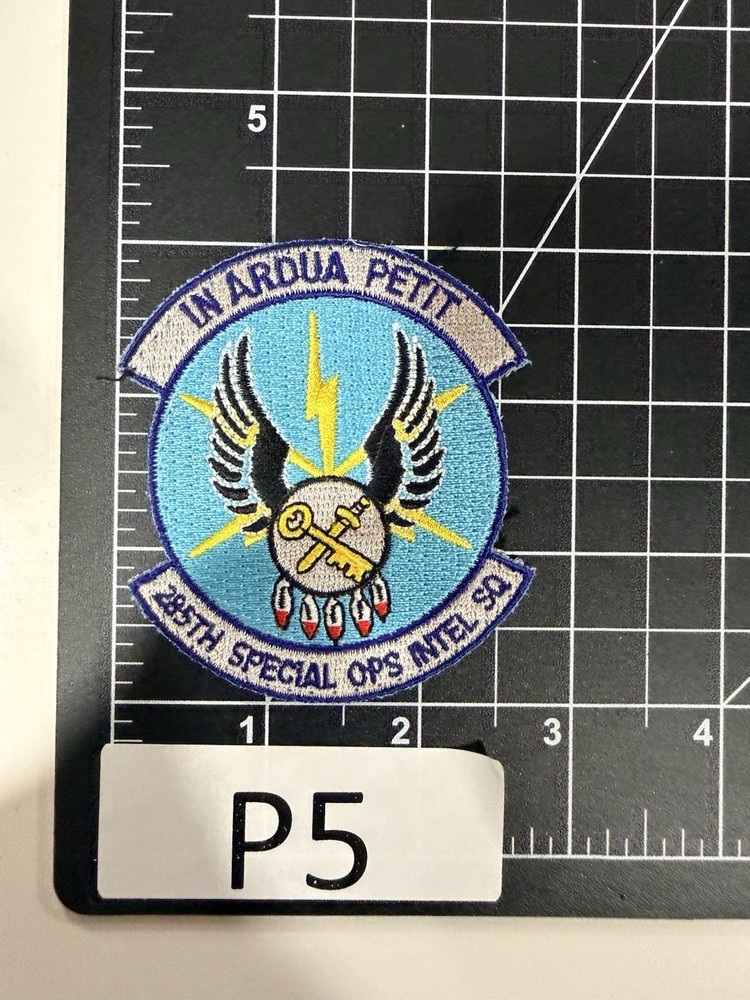 5
IN ARDUA PETIT
285TH SPECIAL OPS INTEL SQ
1 2 3 4
P5